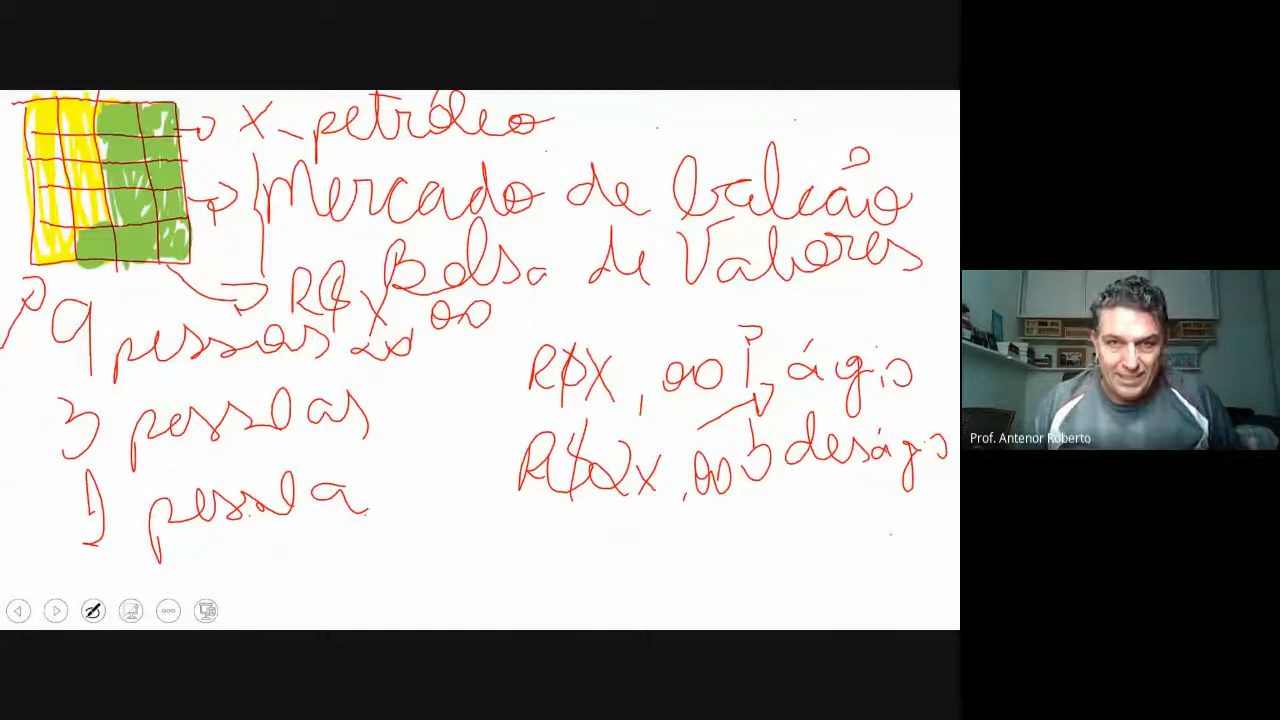 X - petróleo
Mercado de balcão
Bolsa de Valores
R$ X,00
9 pessoas
3 pessoas
1 pessoa
R$X,00 ágio
R$2X,00 deságio
Prof. Antenor Roberto